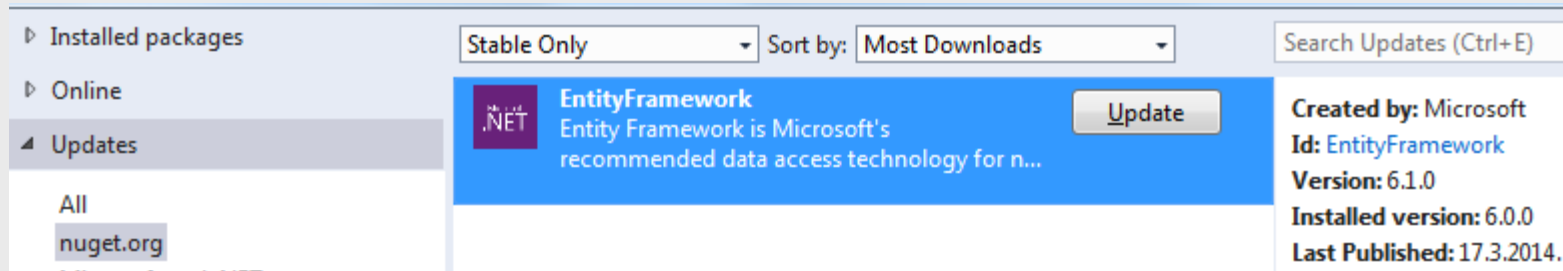 Installed packages
Stable Only
Sort by: Most Downloads
Search Updates (Ctrl+E)
Online
Updates
All
nuget.org
.NET
EntityFramework
Entity Framework is Microsoft's
recommended data access technology for n...
Update
Created by: Microsoft
Id: EntityFramework
Version: 6.1.0
Installed version: 6.0.0
Last Published: 17.3.2014.